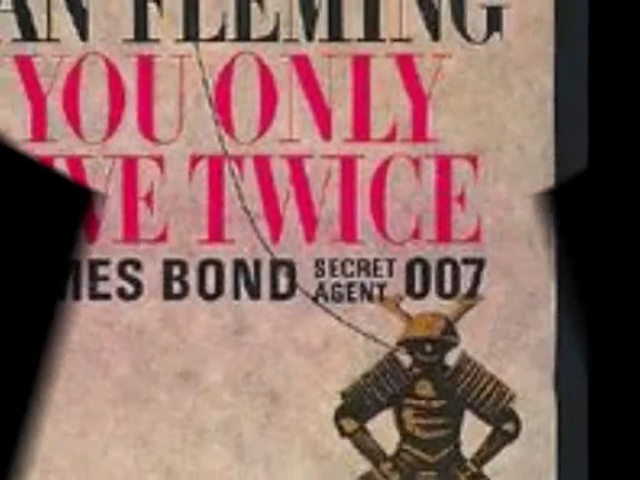 AN FLEMING
YOU ONLY
VE TWICE
MES BOND SECRET AGENT 007